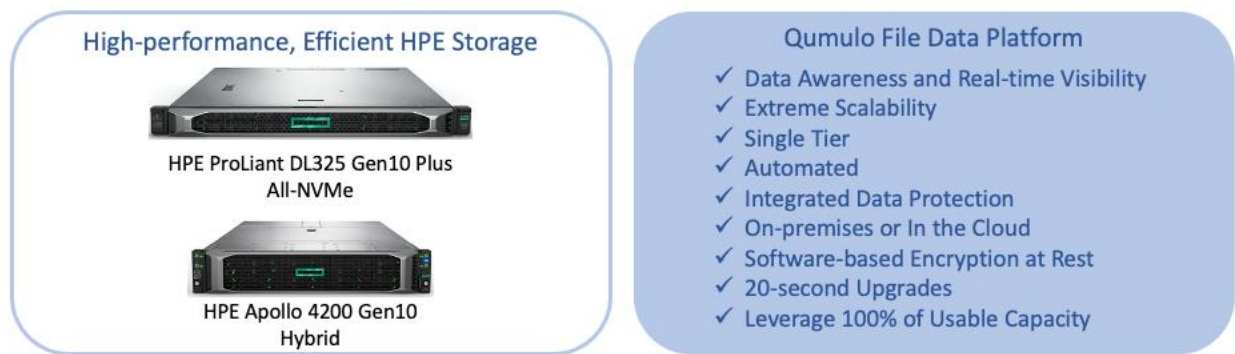 High-performance, Efficient HPE Storage
HPE ProLiant DL325 Gen10 Plus
All-NVMe
HPE Apollo 4200 Gen10
Hybrid
Qumulo File Data Platform
✓ Data Awareness and Real-time Visibility
✓ Extreme Scalability
✓ Single Tier
✓ Automated
✓ Integrated Data Protection
✓ On-premises or In the Cloud
✓ Software-based Encryption at Rest
✓ 20-second Upgrades
✓ Leverage 100% of Usable Capacity